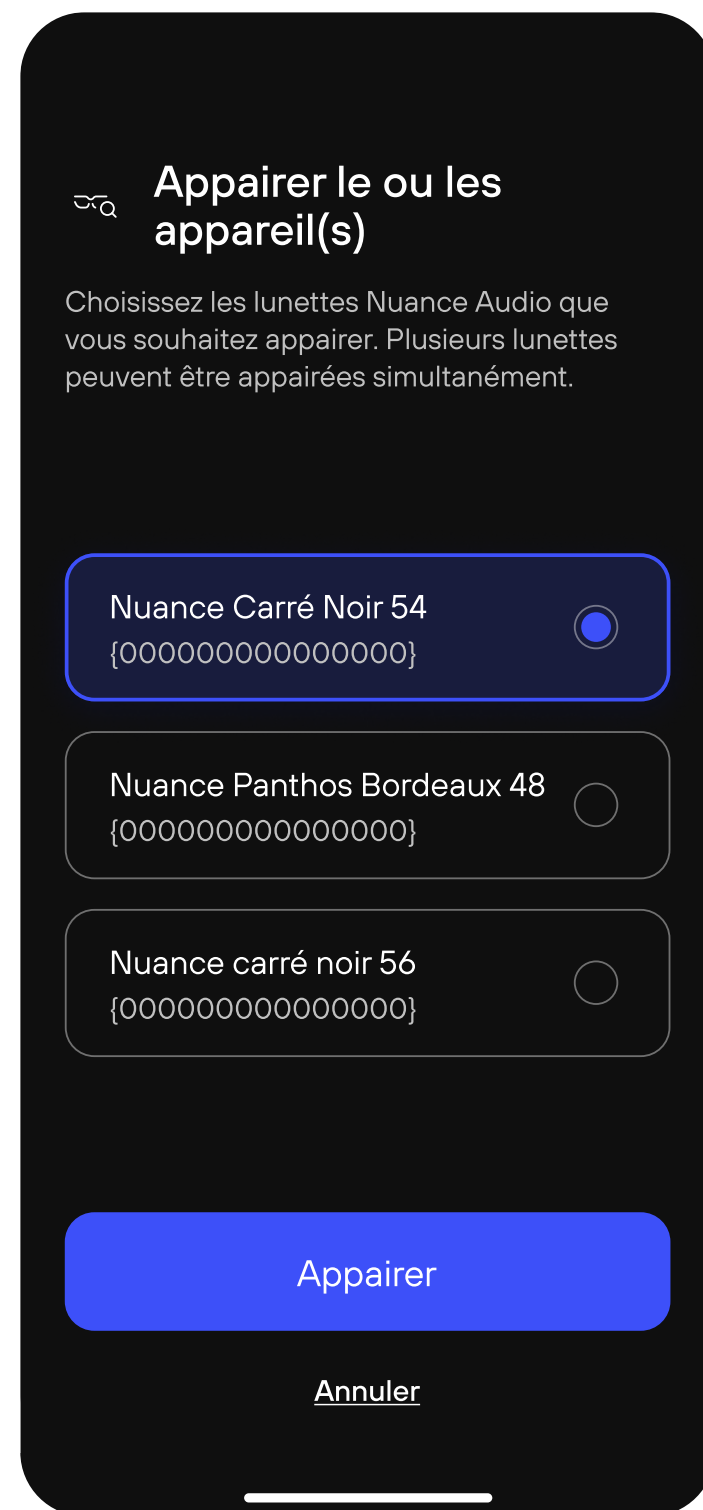 Appairer le ou les
appareil(s)
Choisissez les lunettes Nuance Audio que
vous souhaitez appairer. Plusieurs lunettes
peuvent être appairées simultanément.
Nuance Carré Noir 54
{000000000000000}
Nuance Panthos Bordeaux 48
{000000000000000}
Nuance carré noir 56
{000000000000000}
Appairer
Annuler